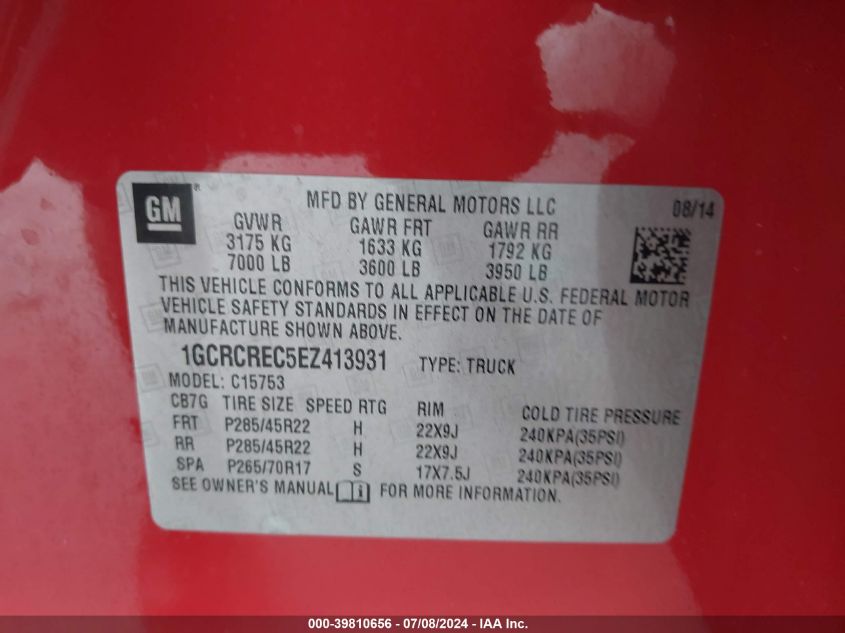 GM ®
MFD BY GENERAL MOTORS LLC 08/14
GVWR GAWR FRT GAWR RR
3175 KG 1633 KG 1792 KG
7000 LB 3600 LB 3950 LB
THIS VEHICLE CONFORMS TO ALL APPLICABLE U.S. FEDERAL MOTOR
VEHICLE SAFETY STANDARDS IN EFFECT ON THE DATE OF
MANUFACTURE SHOWN ABOVE.
1GCRCREC5EZ413931 TYPE: TRUCK
MODEL: C15753
CB7G TIRE SIZE SPEED RTG RIM COLD TIRE PRESSURE
FRT P285/45R22 H 22X9J 240KPA(35PSI)
RR P285/45R22 H 22X9J 240KPA(35PSI)
SPA P265/70R17 S 17X7.5J 240KPA(35PSI)
SEE OWNER'S MANUAL FOR MORE INFORMATION.
000-39810656 - 07/08/2024 - IAA Inc.